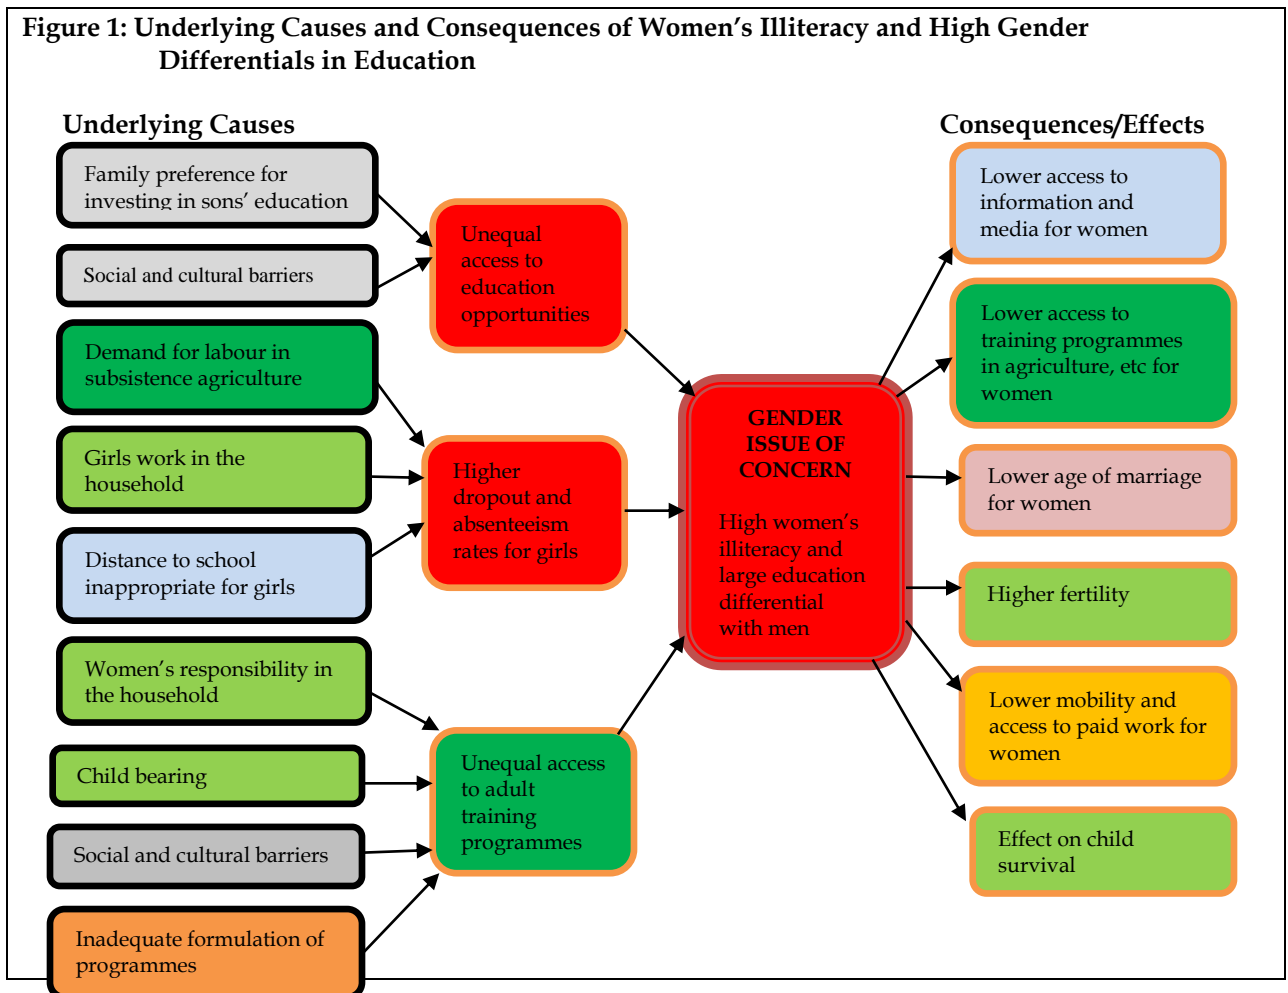 Figure 1: Underlying Causes and Consequences of Women’s Illiteracy and High Gender
Differentials in Education
Underlying Causes
Consequences/Effects
Family preference for
investing in sons’ education
Social and cultural barriers
Demand for labour in
subsistence agriculture
Girls work in the
household
Distance to school
inappropriate for girls
Women’s responsibility in
the household
Child bearing
Social and cultural barriers
Inadequate formulation of
programmes
Unequal
access to
education
opportunities
Higher
dropout and
absenteeism
rates for girls
Unequal access
to adult
training
programmes
GENDER
ISSUE OF
CONCERN
High women’s
illiteracy and
large education
differential
with men
Lower access to
information and
media for women
Lower access to
training programmes
in agriculture, etc for
women
Lower age of marriage
for women
Higher fertility
Lower mobility and
access to paid work for
women
Effect on child
survival